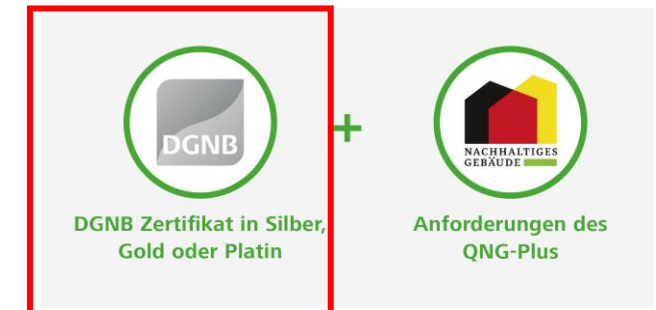 DGNB
+
NACHHALTIGES
GEBÄUDE
DGNB Zertifikat in Silber,
Gold oder Platin
Anforderungen des
QNG-Plus